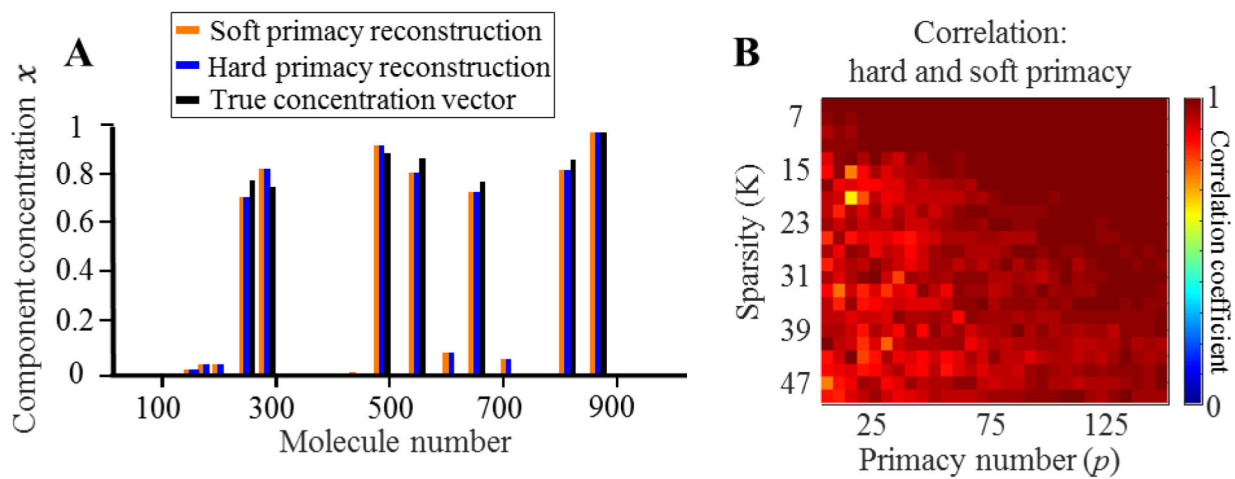 A
Soft primacy reconstruction
Hard primacy reconstruction
True concentration vector
Component concentration x
1
0.8
0.6
0.4
0.2
0
100
300
500
700
900
Molecule number
B
Correlation:
hard and soft primacy
Sparsity (K)
7
15
23
31
39
47
25
75
125
Primacy number (p)
1
0
Correlation coefficient